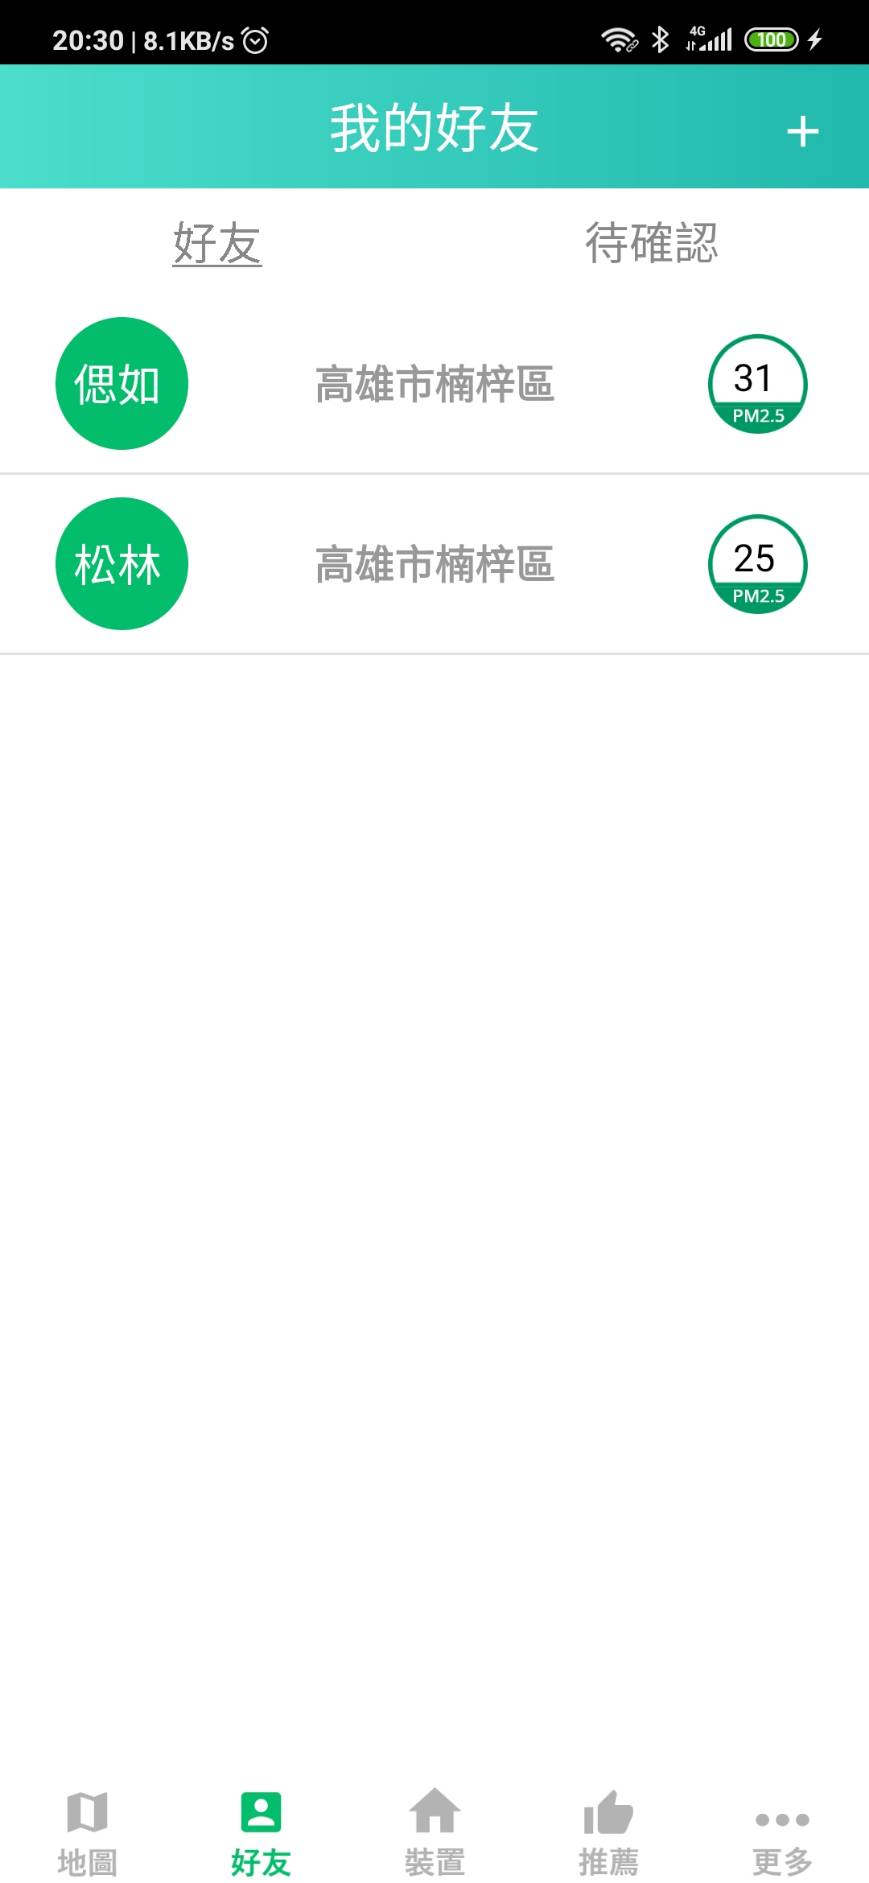 20:30 | 8.1KB/s
4G
100
我的好友
+
好友
待確認
偲如
高雄市楠梓區
31
PM2.5
松林
高雄市楠梓區
25
PM2.5
地圖
好友
裝置
推薦
更多